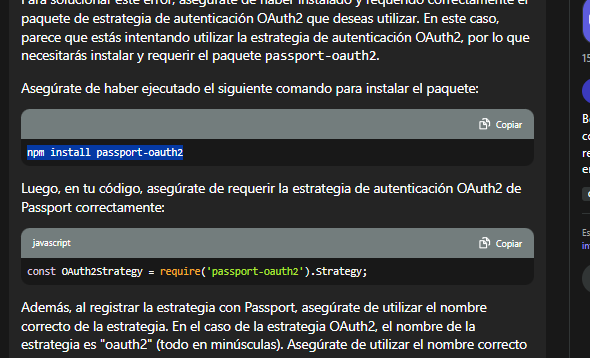 Para solucionar este error, asegúrate de haber instalado y requerido correctamente el
paquete de estrategia de autenticación OAuth2 que deseas utilizar. En este caso,
parece que estás intentando utilizar la estrategia de autenticación OAuth2, por lo que
necesitarás instalar y requerir el paquete passport-oauth2.
Asegúrate de haber ejecutado el siguiente comando para instalar el paquete:
Copiar
npm install passport-oauth2
Luego, en tu código, asegúrate de requerir la estrategia de autenticación OAuth2 de
Passport correctamente:
javascript
Copiar
const OAuth2Strategy = require('passport-oauth2').Strategy;
Además, al registrar la estrategia con Passport, asegúrate de utilizar el nombre
correcto de la estrategia. En el caso de la estrategia OAuth2, el nombre de la
estrategia es "oauth2" (todo en minúsculas). Asegúrate de utilizar el nombre correcto